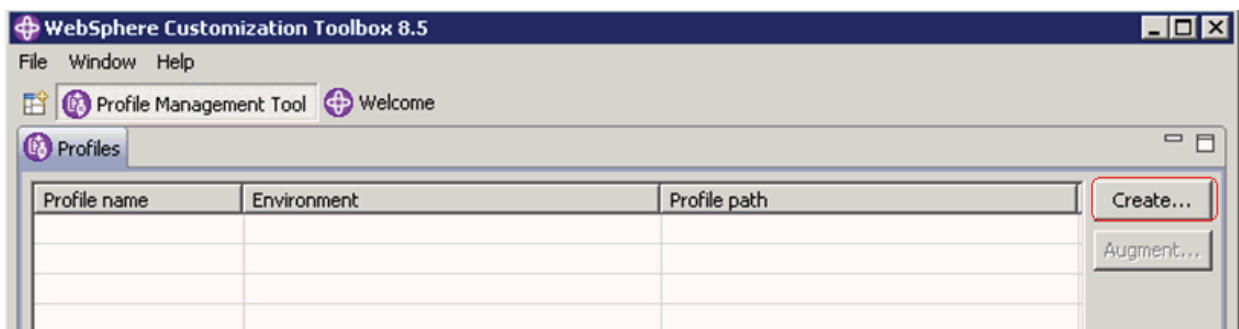 WebSphere Customization Toolbox 8.5
File Window Help
Profile Management Tool Welcome
Profiles
Profile name Environment Profile path Create...
Augment...